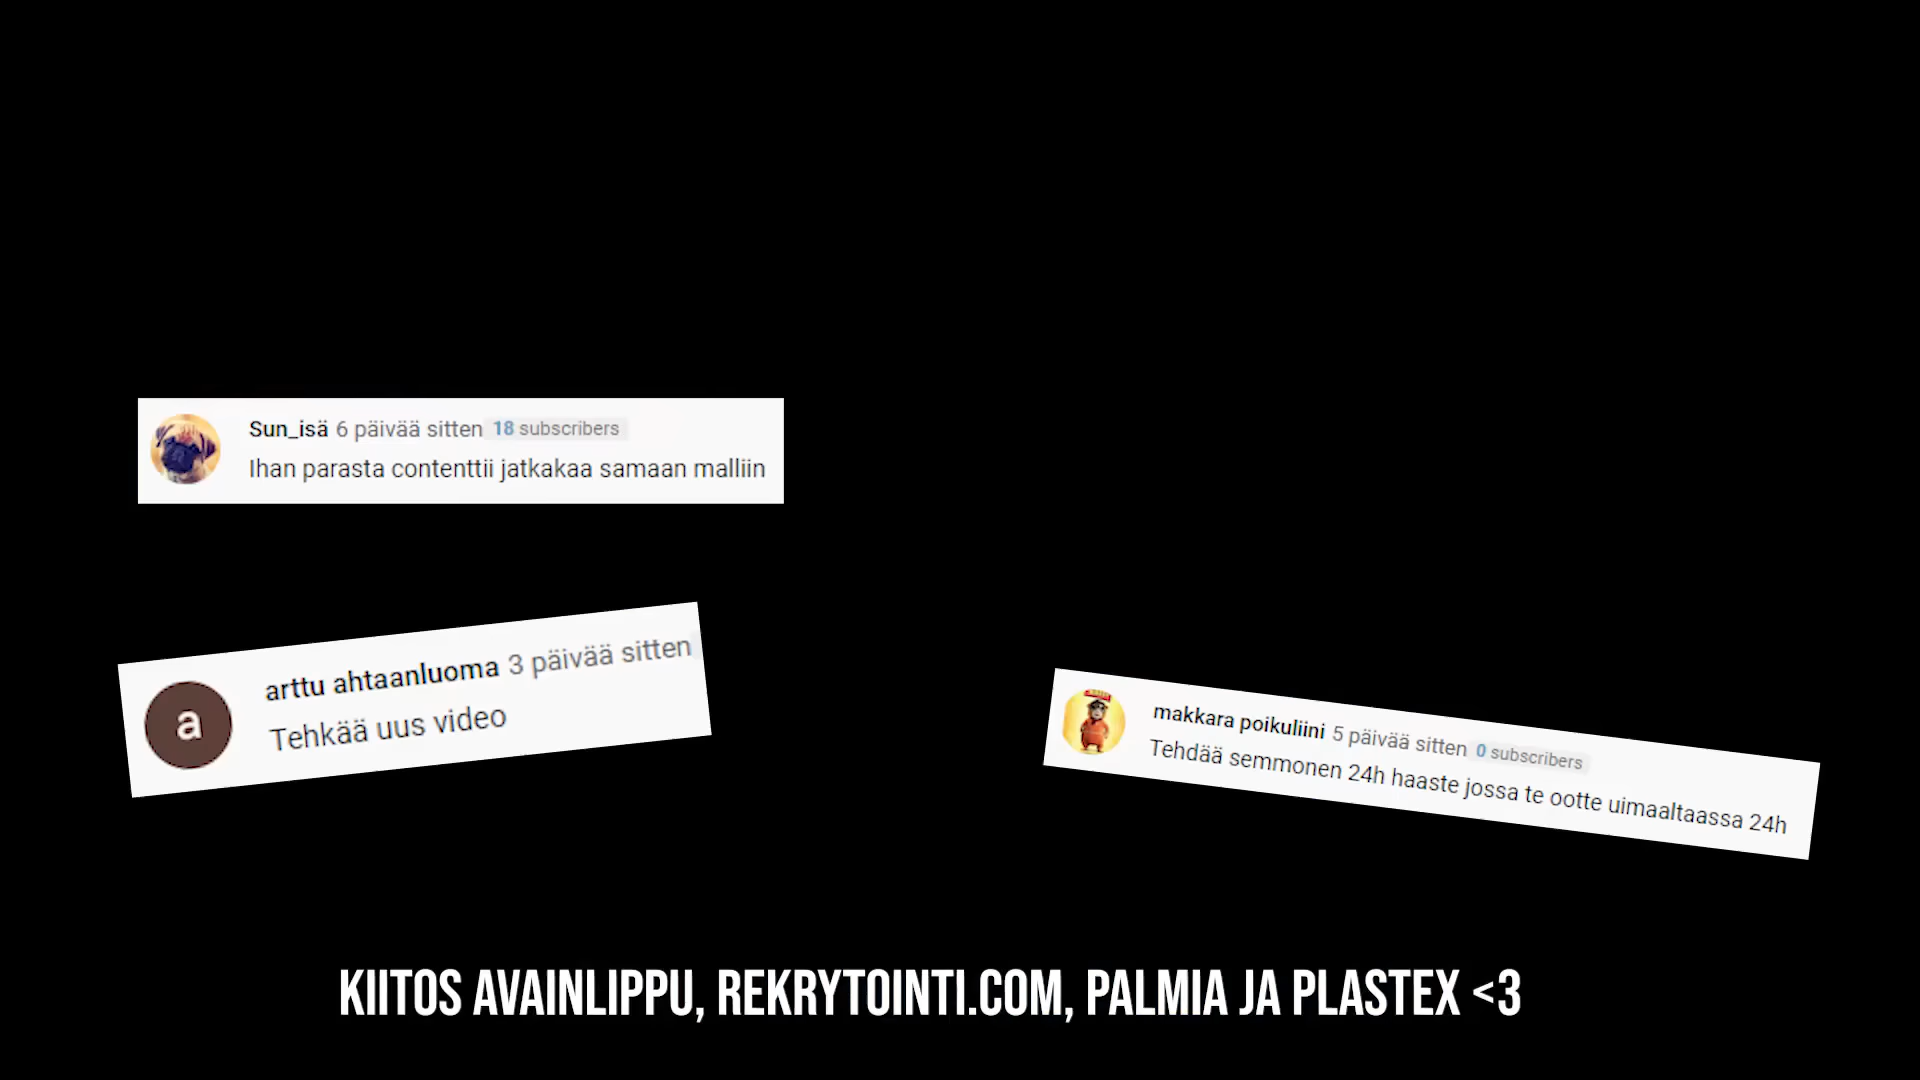 Sun_isä 6 päivää sitten 18 subscribers
Ihan parasta contenttii jatkakaa samaan malliin
arttu ahtaanluoma 3 päivää sitten
a
Tehkää uus video
makkara poikuliini 5 päivää sitten 0 subscribers
Tehdää semmonen 24h haaste jossa te ootte uimaaltaassa 24h
KIITOS AVAINLIPPU, REKRYTOINTI.COM, PALMIA JA PLASTEX <3